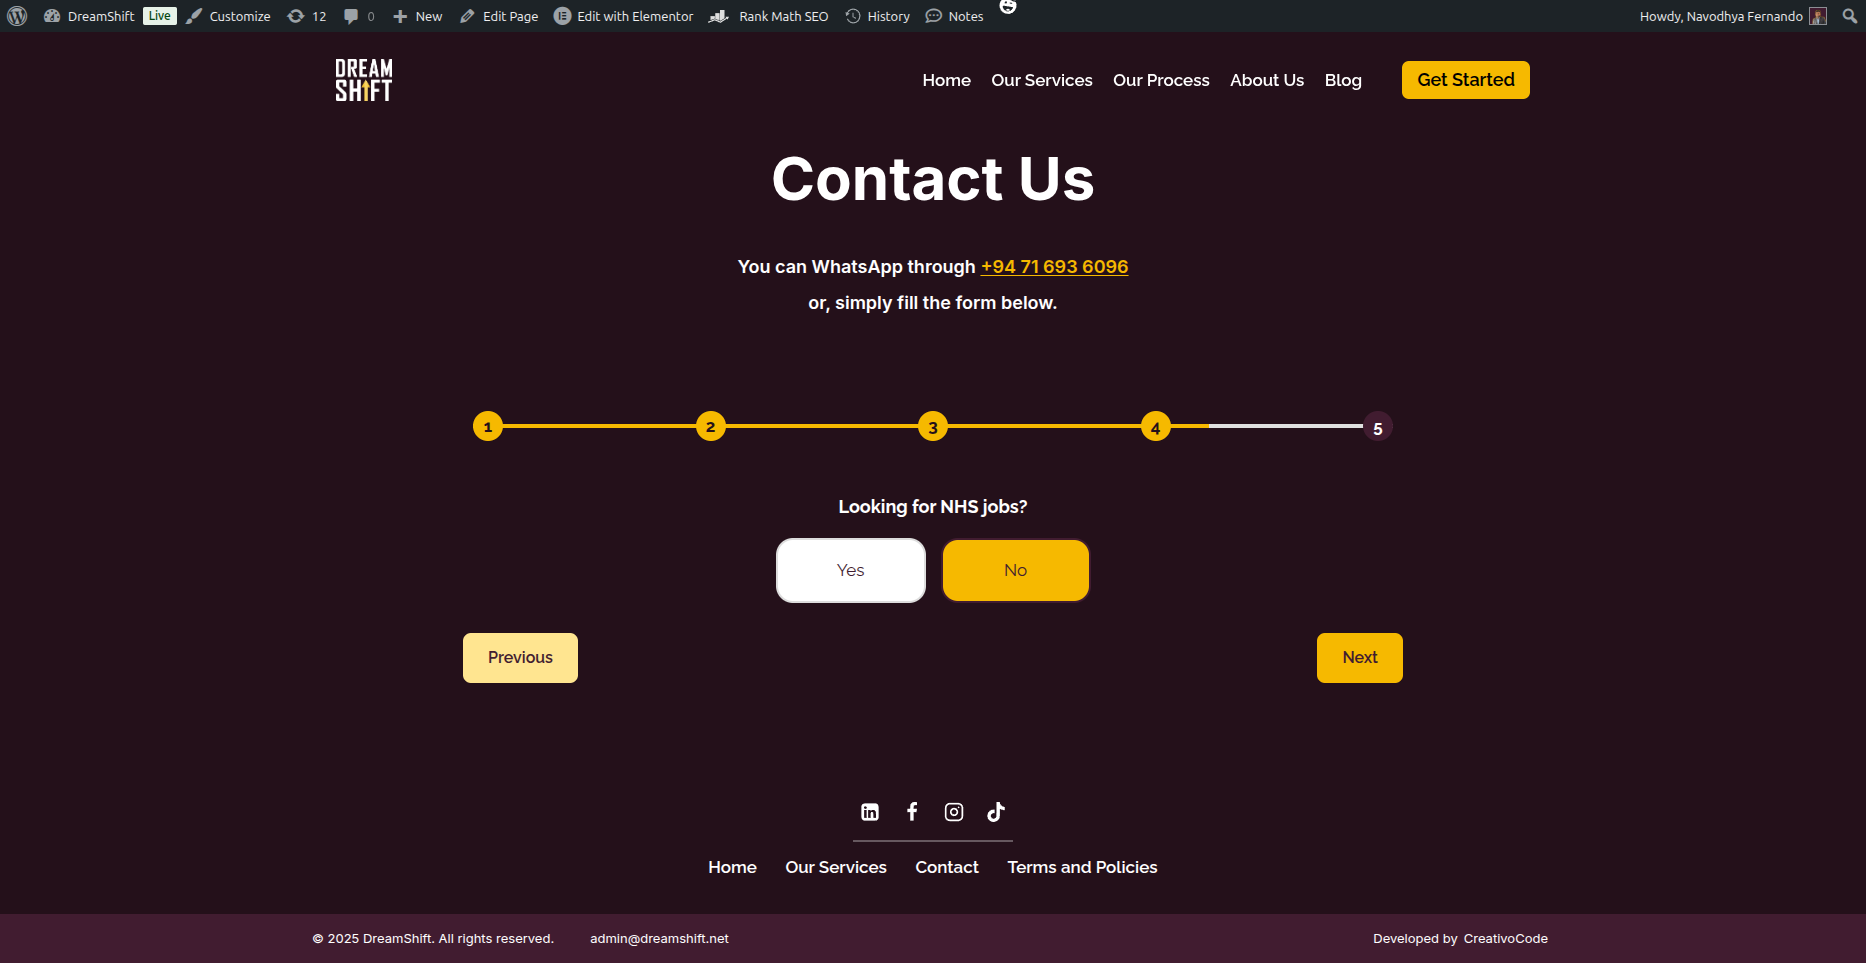 DreamShift Live Customize 12 0 New Edit Page Edit with Elementor Rank Math SEO History Notes Howdy, Navodhya Fernando
DREAM
SHIFT
Home Our Services Our Process About Us Blog Get Started
Contact Us
You can WhatsApp through +94 71 693 6096
or, simply fill the form below.
1 2 3 4 5
Looking for NHS jobs?
Yes No
Previous Next
Home Our Services Contact Terms and Policies
© 2025 DreamShift. All rights reserved. admin@dreamshift.net Developed by CreativoCode